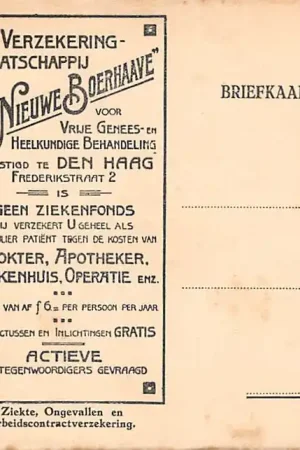 VERZEKERING-
ATSCHAPPIJ
NIEUWE BOERHAAVE"
VOOR
VRIJE GENEES- EN
HEELKUNDIGE BEHANDELING
STIGD TE DEN HAAG
FREDERIKSTRAAT 2
IS
GEEN ZIEKENFONDS
IJ VERZEKERT U GEHEEL ALS
LIER PATIËNT TEGEN DE KOSTEN VAN
OKTER, APOTHEKER,
KENHUIS, OPERATIE ENZ.
VAN AF f 6.= PER PERSOON PER JAAR
CTUSSEN EN INLICHTINGEN GRATIS
ACTIEVE
TEGENWOORDIGERS GEVRAAGD
Ziekte, Ongevallen en
beidscontractverzekering.
BRIEFKAA